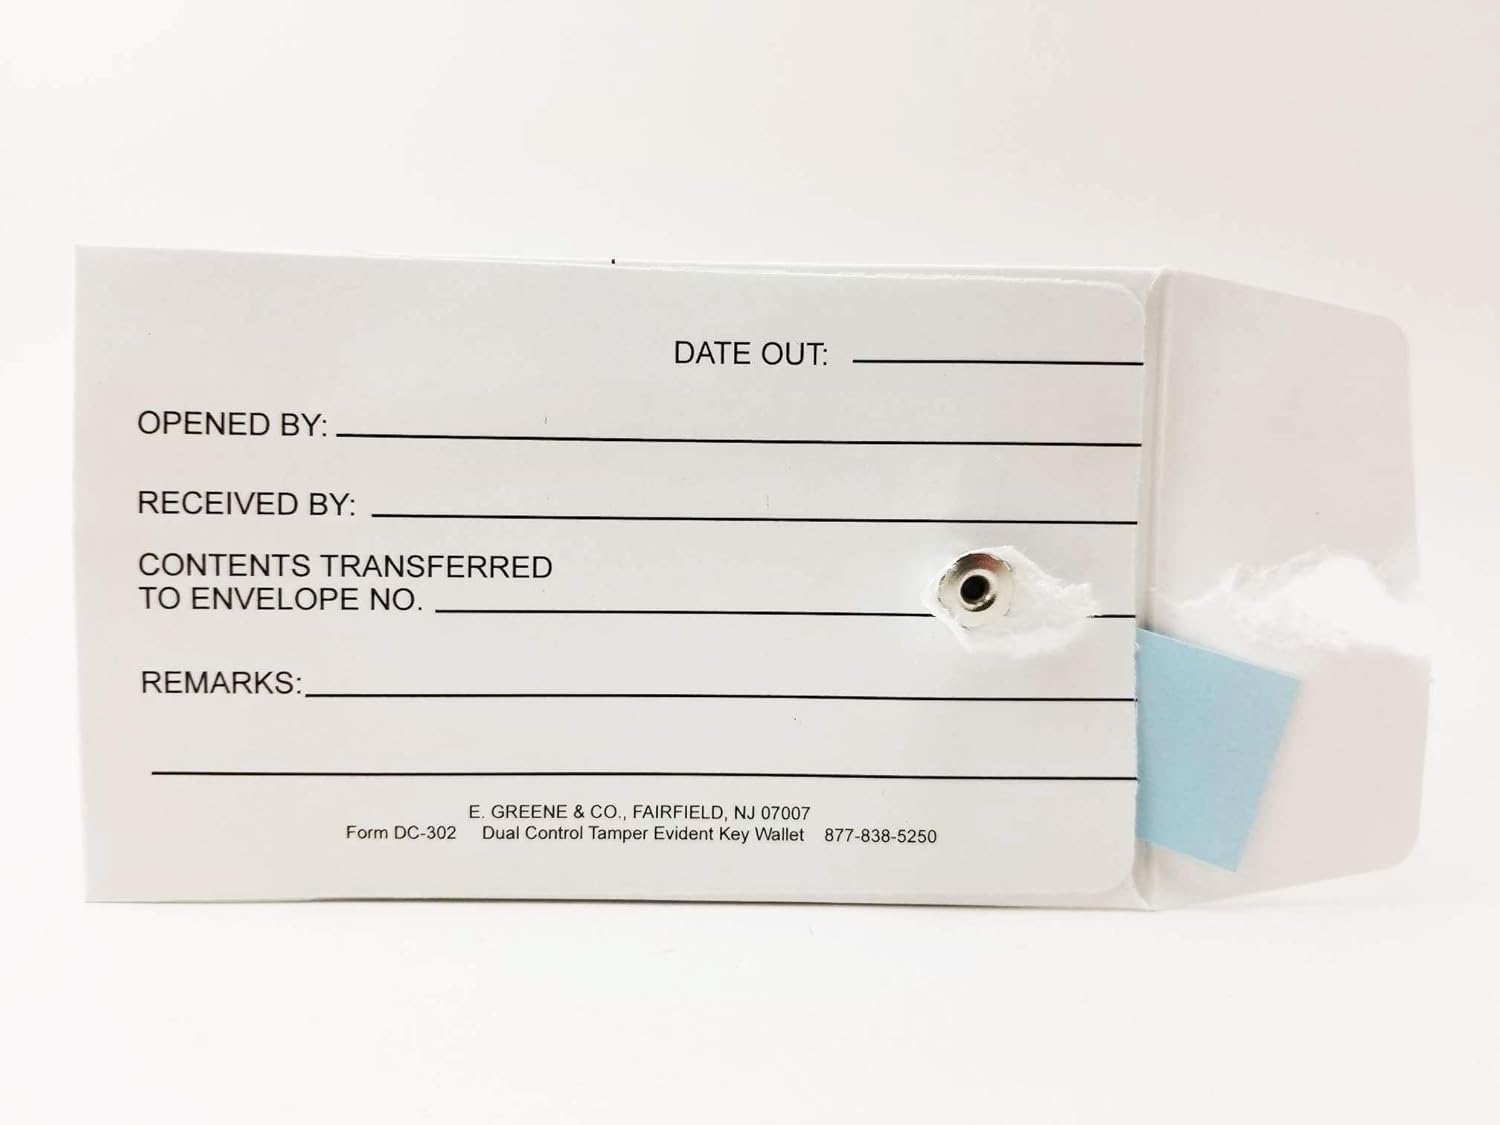 DATE OUT:
OPENED BY:
RECEIVED BY:
CONTENTS TRANSFERRED
TO ENVELOPE NO.
REMARKS:
E. GREENE & CO., FAIRFIELD, NJ 07007
Form DC-302 Dual Control Tamper Evident Key Wallet 877-838-5250